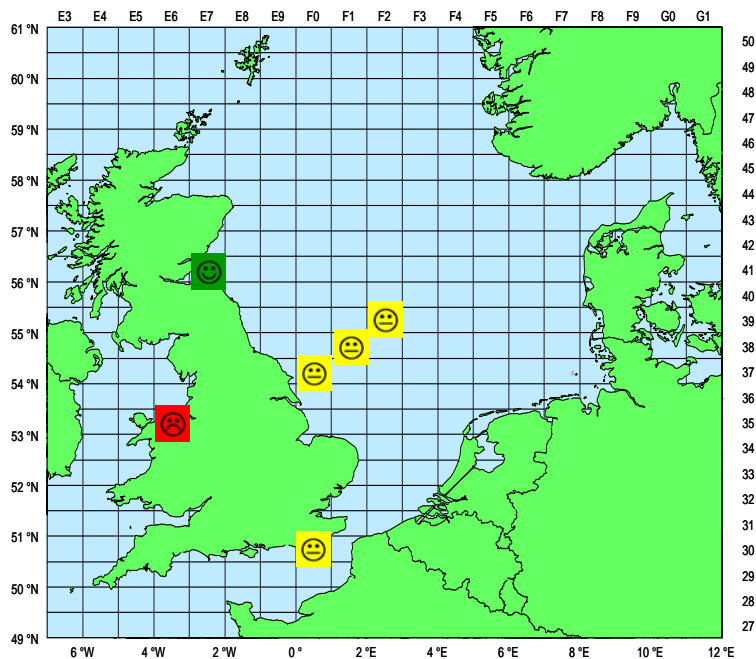 E3 E4 E5 E6 E7 E8 E9 F0 F1 F2 F3 F4 F5 F6 F7 F8 F9 G0 G1
61 °N
50
60 °N
49
48
59 °N
47
46
58 °N
45
44
57 °N
43
42
56 °N
41
40
55 °N
39
38
54 °N
37
36
53 °N
35
34
52 °N
33
32
51 °N
31
30
50 °N
29
28
49 °N
27
6 °W 4 °W 2 °W 0 ° 2 °E 4 °E 6 °E 8 °E 10 °E 12 °E